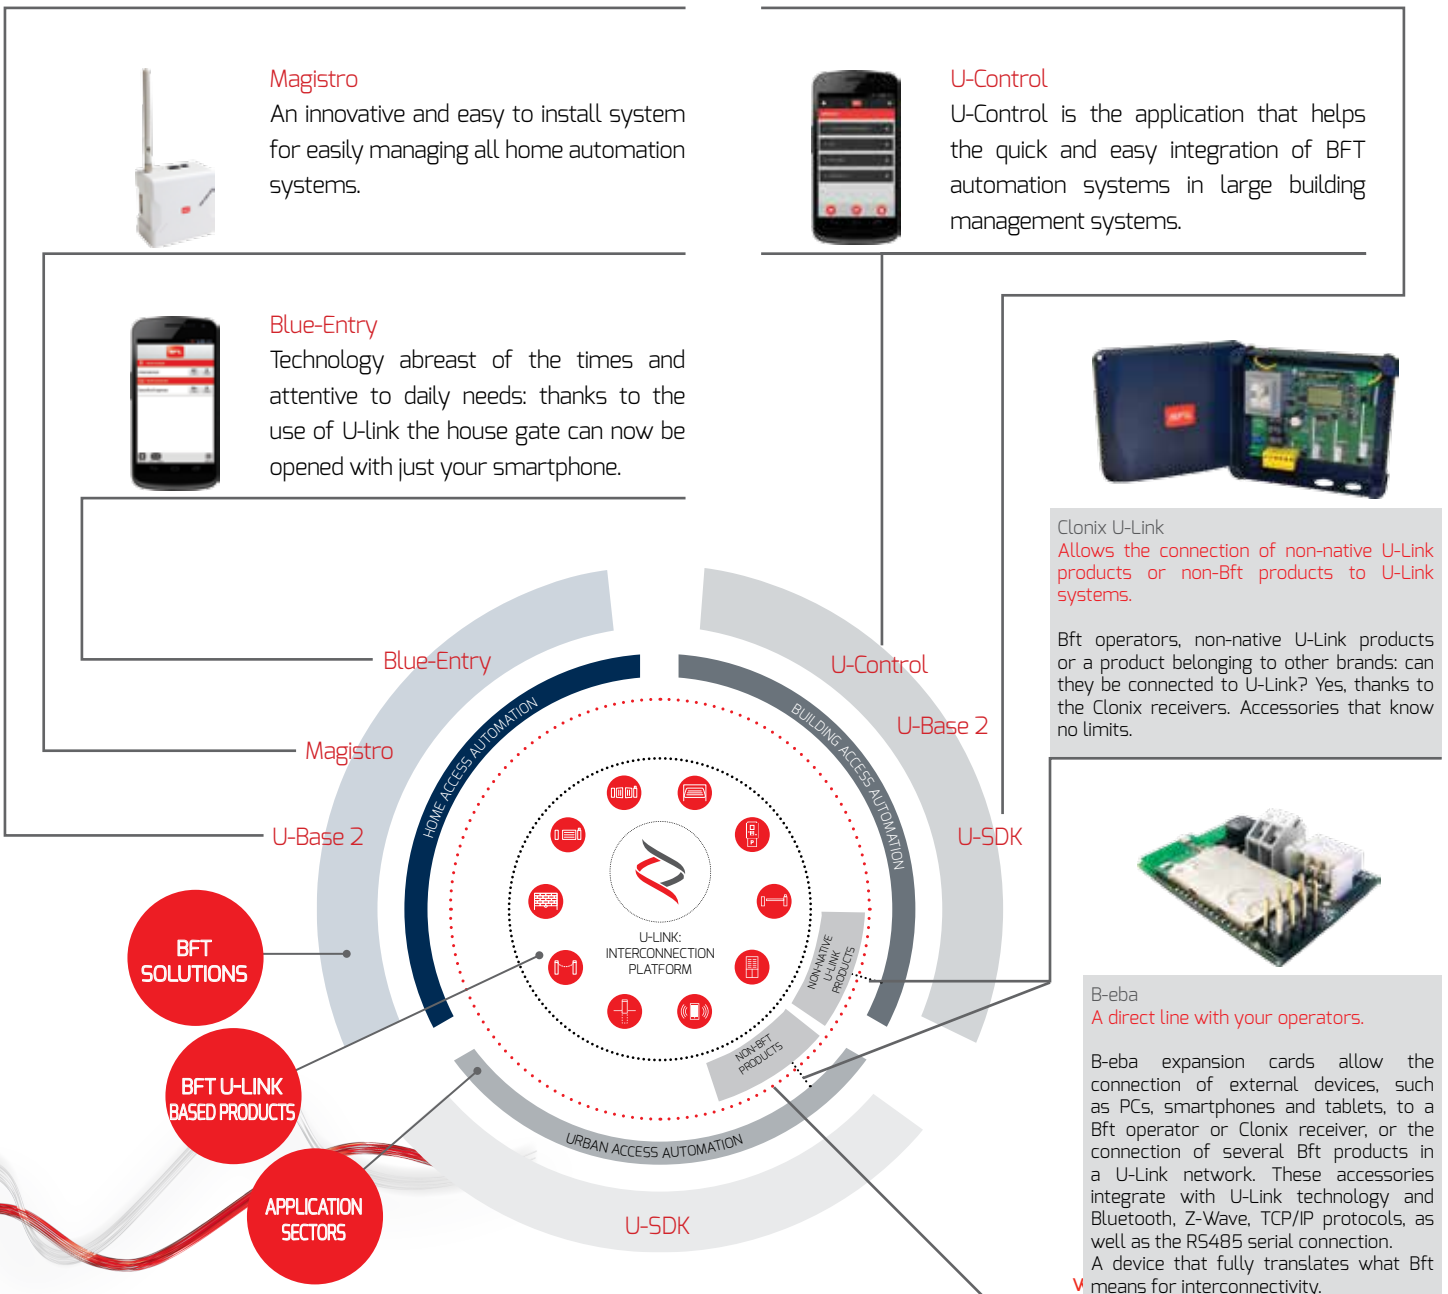 Magistro
An innovative and easy to install system
for easily managing all home automation
systems.
U-Control
U-Control is the application that helps
the quick and easy integration of BFT
automation systems in large building
management systems.
Blue-Entry
Technology abreast of the times and
attentive to daily needs: thanks to the
use of U-link the house gate can now be
opened with just your smartphone.
Clonix U-Link
Allows the connection of non-native U-Link
products or non-Bft products to U-Link
systems.
Bft operators, non-native U-Link products
or a product belonging to other brands: can
they be connected to U-Link? Yes, thanks to
the Clonix receivers. Accessories that know
no limits.
Blue-Entry
Magistro
U-Base 2
HOME ACCESS AUTOMATION
U-Control
U-Base 2
U-SDK
BUILDING ACCESS AUTOMATION
U-LINK:
INTERCONNECTION
PLATFORM
NON-NATIVE
U-LINK
PRODUCTS
NON-BFT
PRODUCTS
URBAN ACCESS AUTOMATION
U-SDK
BFT
SOLUTIONS
BFT U-LINK
BASED PRODUCTS
APPLICATION
SECTORS
B-eba
A direct line with your operators.
B-eba expansion cards allow the
connection of external devices, such
as PCs, smartphones and tablets, to a
Bft operator or Clonix receiver, or the
connection of several Bft products in
a U-Link network. These accessories
integrate with U-Link technology and
Bluetooth, Z-Wave, TCP/IP protocols, as
well as the RS485 serial connection.
A device that fully translates what Bft
means for interconnectivity.